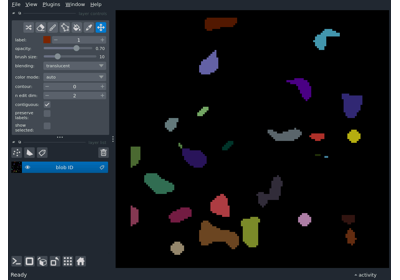 File View Plugins Window Help
label: 1
opacity: 0.70
brush size: 10
blending: translucent
color mode: auto
contour: 0
n edit dim: 2
contiguous:
preserve
labels:
show
selected:
blob ID
Ready
activity